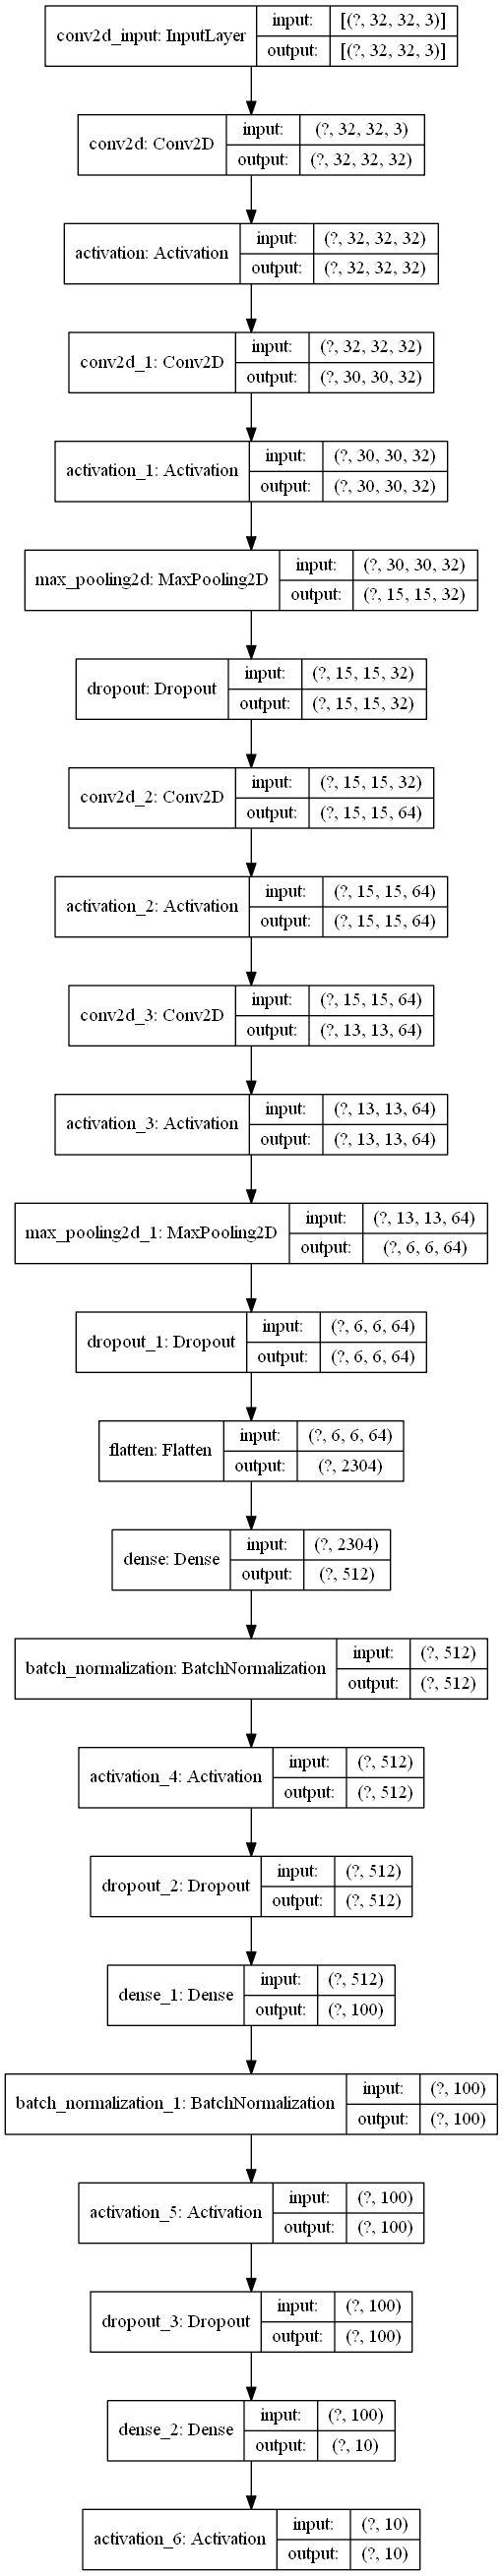 conv2d_input: InputLayer
input:
[(?, 32, 32, 3)]
output:
[(?, 32, 32, 3)]
conv2d: Conv2D
input:
(?, 32, 32, 3)
output:
(?, 32, 32, 32)
activation: Activation
input:
(?, 32, 32, 32)
output:
(?, 32, 32, 32)
conv2d_1: Conv2D
input:
(?, 32, 32, 32)
output:
(?, 30, 30, 32)
activation_1: Activation
input:
(?, 30, 30, 32)
output:
(?, 30, 30, 32)
max_pooling2d: MaxPooling2D
input:
(?, 30, 30, 32)
output:
(?, 15, 15, 32)
dropout: Dropout
input:
(?, 15, 15, 32)
output:
(?, 15, 15, 32)
conv2d_2: Conv2D
input:
(?, 15, 15, 32)
output:
(?, 15, 15, 64)
activation_2: Activation
input:
(?, 15, 15, 64)
output:
(?, 15, 15, 64)
conv2d_3: Conv2D
input:
(?, 15, 15, 64)
output:
(?, 13, 13, 64)
activation_3: Activation
input:
(?, 13, 13, 64)
output:
(?, 13, 13, 64)
max_pooling2d_1: MaxPooling2D
input:
(?, 13, 13, 64)
output:
(?, 6, 6, 64)
dropout_1: Dropout
input:
(?, 6, 6, 64)
output:
(?, 6, 6, 64)
flatten: Flatten
input:
(?, 6, 6, 64)
output:
(?, 2304)
dense: Dense
input:
(?, 2304)
output:
(?, 512)
batch_normalization: BatchNormalization
input:
(?, 512)
output:
(?, 512)
activation_4: Activation
input:
(?, 512)
output:
(?, 512)
dropout_2: Dropout
input:
(?, 512)
output:
(?, 512)
dense_1: Dense
input:
(?, 512)
output:
(?, 100)
batch_normalization_1: BatchNormalization
input:
(?, 100)
output:
(?, 100)
activation_5: Activation
input:
(?, 100)
output:
(?, 100)
dropout_3: Dropout
input:
(?, 100)
output:
(?, 100)
dense_2: Dense
input:
(?, 100)
output:
(?, 10)
activation_6: Activation
input:
(?, 10)
output:
(?, 10)